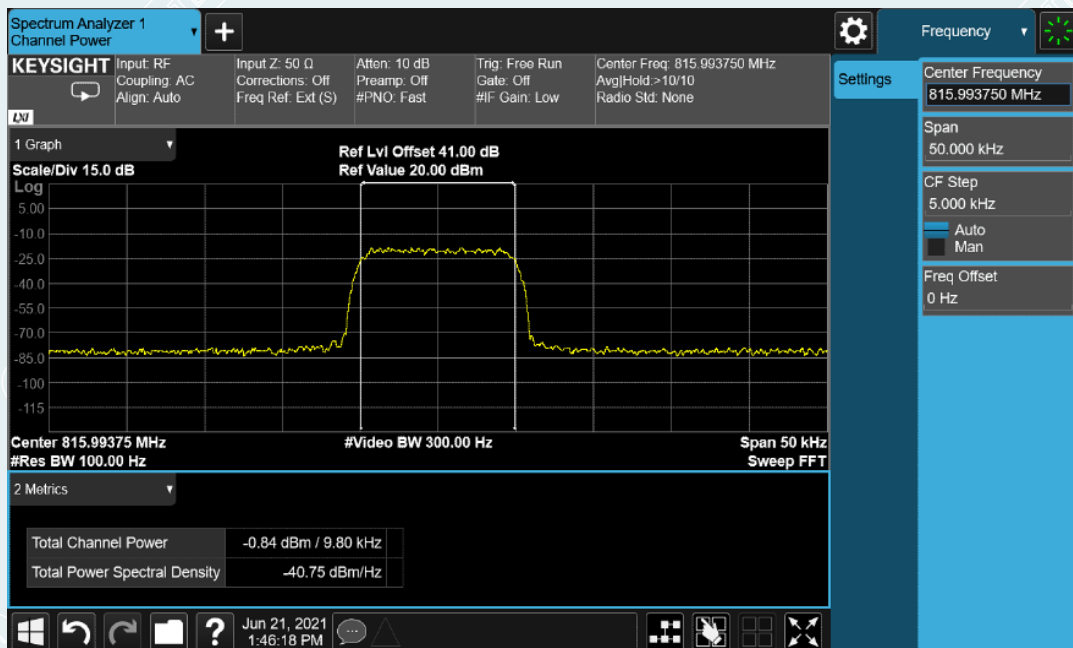 Spectrum Analyzer 1
Channel Power
+
Frequency
KEYSIGHT
LXI
Input: RF
Coupling: AC
Align: Auto
Input Z: 50 Ω
Corrections: Off
Freq Ref: Ext (S)
Atten: 10 dB
Preamp: Off
#PNO: Fast
Trig: Free Run
Gate: Off
#IF Gain: Low
Center Freq: 815.993750 MHz
Avg|Hold:>10/10
Radio Std: None
Settings
Center Frequency
815.993750 MHz
Span
50.000 kHz
CF Step
5.000 kHz
Auto
Man
Freq Offset
0 Hz
1 Graph
Scale/Div 15.0 dB
Ref Lvl Offset 41.00 dB
Ref Value 20.00 dBm
Log
5.00
-10.0
-25.0
-40.0
-55.0
-70.0
-85.0
-100
-115
Center 815.99375 MHz
#Video BW 300.00 Hz
Span 50 kHz
#Res BW 100.00 Hz
Sweep FFT
2 Metrics
Total Channel Power -0.84 dBm / 9.80 kHz
Total Power Spectral Density -40.75 dBm/Hz
?
Jun 21, 2021
1:46:18 PM